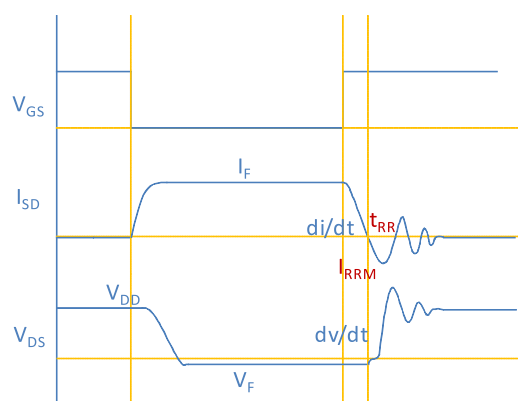 V_GS
I_F
I_SD
t_RR
di/dt
I_RRM
V_DD
dv/dt
V_DS
V_F